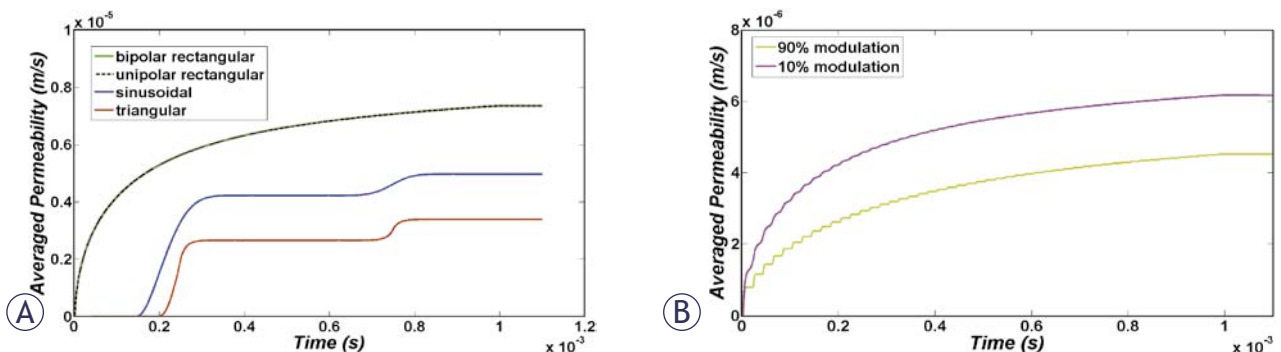 x 10⁻⁵
1
0.8
0.6
0.4
0.2
0
Averaged Permeability (m/s)
bipolar rectangular
unipolar rectangular
sinusoidal
triangular
0 0.2 0.4 0.6 0.8 1 1.2
Time (s)
x 10⁻³
A
x 10⁻⁶
8
6
4
2
0
Averaged Permeability (m/s)
90% modulation
10% modulation
0 0.2 0.4 0.6 0.8 1
Time (s)
x 10⁻³
B